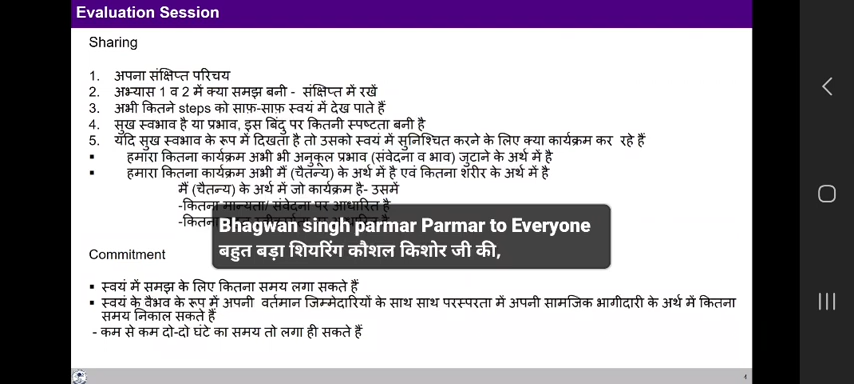 Evaluation Session
Sharing
1. अपना संक्षिप्त परिचय
2. अभ्यास 1 व 2 में क्या समझ बनी - संक्षिप्त में रखें
3. अभी कितने steps को साफ़-साफ़ स्वयं में देख पाते हैं
4. सुख स्वभाव है या प्रभाव, इस बिंदु पर कितनी स्पष्टता बनी है
5. यदि सुख स्वभाव के रूप में दिखता है तो उसको स्वयं में सुनिश्चित करने के लिए क्या कार्यक्रम कर रहे हैं
▪ हमारा कितना कार्यक्रम अभी भी अनुकूल प्रभाव (संवेदना व भाव) जुटाने के अर्थ में है
▪ हमारा कितना कार्यक्रम अभी मैं (चैतन्य) के अर्थ में है एवं कितना शरीर के अर्थ में है
मैं (चैतन्य) के अर्थ में जो कार्यक्रम है- उसमें
-कितना मान्यता/ संवेदना पर आधारित है
-कितना
Bhagwan singh parmar Parmar to Everyone
बहुत बड़ा शियरिंग कौशल किशोर जी की,
Commitment
▪ स्वयं में समझ के लिए कितना समय लगा सकते हैं
▪ स्वयं के वैभव के रूप में अपनी वर्तमान जिम्मेदारियों के साथ साथ परस्परता में अपनी सामजिक भागीदारी के अर्थ में कितना
समय निकाल सकते हैं
- कम से कम दो-दो घंटे का समय तो लगा ही सकते हैं